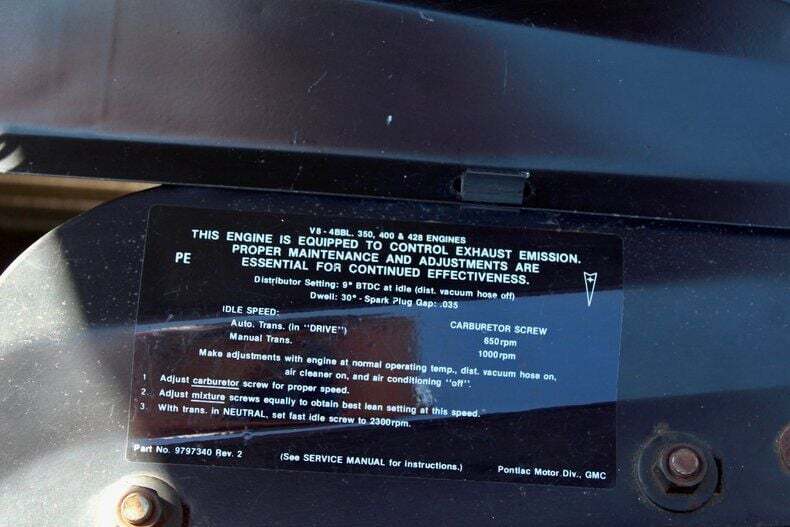 V8 - 4BBL. 350, 400 & 428 ENGINES
THIS ENGINE IS EQUIPPED TO CONTROL EXHAUST EMISSION.
PROPER MAINTENANCE AND ADJUSTMENTS ARE
ESSENTIAL FOR CONTINUED EFFECTIVENESS.
PE
Distributor Setting: 9° BTDC at idle (dist. vacuum hose off)
Dwell: 30° - Spark Plug Gap: .035
IDLE SPEED: CARBURETOR SCREW
Auto. Trans. (in "DRIVE") 650 rpm
Manual Trans. 1000 rpm
Make adjustments with engine at normal operating temp., dist. vacuum hose on,
air cleaner on, and air conditioning "off".
1. Adjust carburetor screw for proper speed.
2. Adjust mixture screws equally to obtain best lean setting at this speed.
3. With trans. in NEUTRAL, set fast idle screw to 2300rpm.
Part No. 9797340 Rev. 2 (See SERVICE MANUAL for instructions.) Pontiac Motor Div., GMC